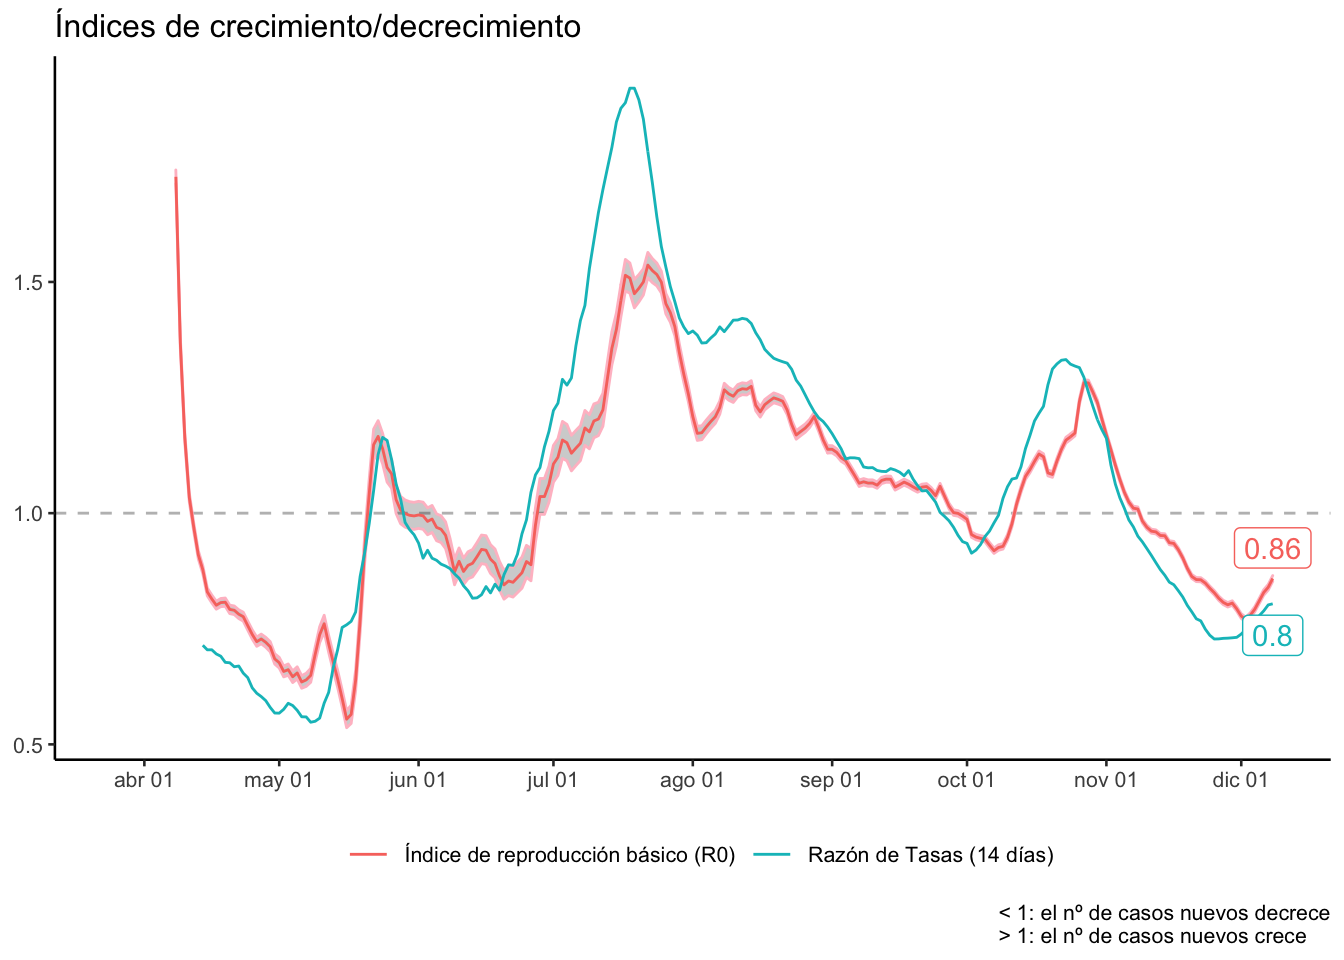 Índices de crecimiento/decrecimiento
1.5
1.0
0.5
0.86
0.8
abr 01 may 01 jun 01 jul 01 ago 01 sep 01 oct 01 nov 01 dic 01
Índice de reproducción básico (R0) Razón de Tasas (14 días)
< 1: el nº de casos nuevos decrece
> 1: el nº de casos nuevos crece